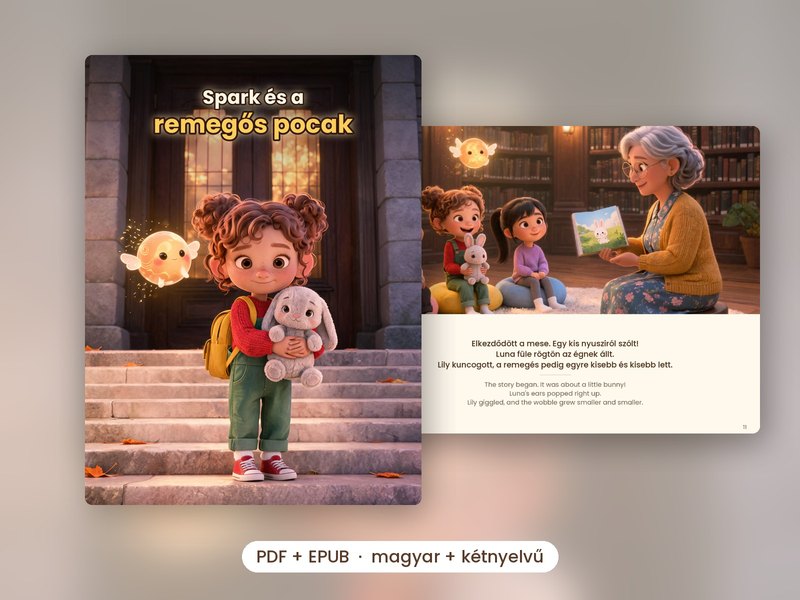 Spark és a
remegős pocak
Elkezdődött a mese. Egy kis nyusziról szólt!
Luna füle rögtön az égnek állt.
Lily kuncogott, a remegés pedig egyre kisebb és kisebb lett.
The story began. It was about a little bunny!
Luna's ears popped right up.
Lily giggled, and the wobble grew smaller and smaller.
13
PDF + EPUB · magyar + kétnyelvű